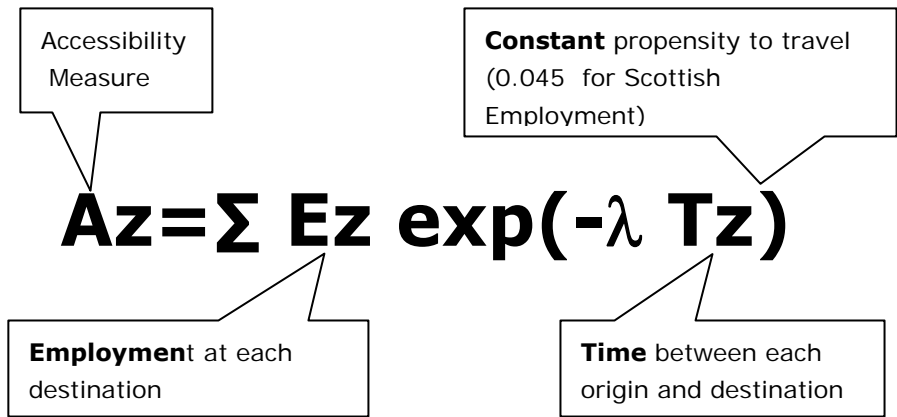 Accessibility
Measure
Constant propensity to travel
(0.045 for Scottish
Employment)
Az=Σ Ez exp(-λ Tz)
Employment at each
destination
Time between each
origin and destination